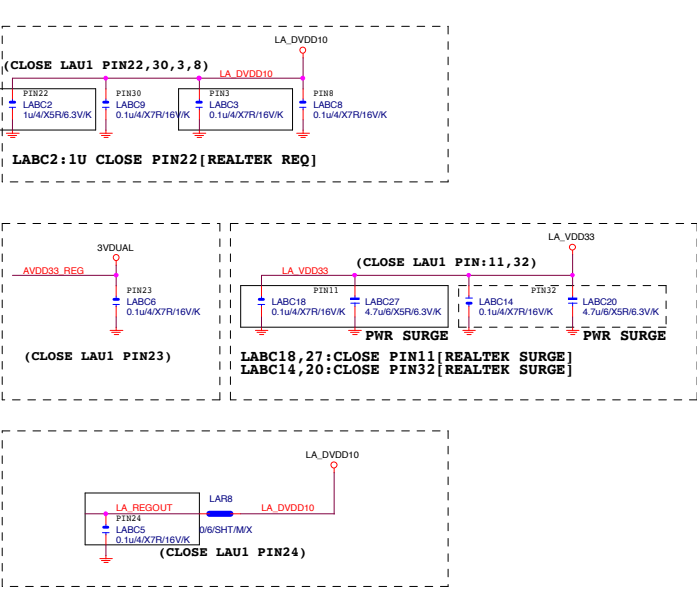 LA_DVDD10
(CLOSE LAU1 PIN22,30,3,8)
LA_DVDD10
PIN22
LABC2
1u/4/X5R/6.3V/K
PIN30
LABC9
0.1u/4/X7R/16V/K
PIN3
LABC3
0.1u/4/X7R/16V/K
PIN8
LABC8
0.1u/4/X7R/16V/K
LABC2:1U CLOSE PIN22[REALTEK REQ]
3VDUAL
AVDD33_REG
PIN23
LABC6
0.1u/4/X7R/16V/K
(CLOSE LAU1 PIN23)
LA_VDD33
(CLOSE LAU1 PIN:11,32)
LA_VDD33
PIN11
LABC18
0.1u/4/X7R/16V/K
LABC27
4.7u/6/X5R/6.3V/K
PIN32
LABC14
0.1u/4/X7R/16V/K
LABC20
4.7u/6/X5R/6.3V/K
PWR SURGE
PWR SURGE
LABC18,27:CLOSE PIN11[REALTEK SURGE]
LABC14,20:CLOSE PIN32[REALTEK SURGE]
LA_DVDD10
LAR8
LA_REGOUT
LA_DVDD10
PIN24
LABC5
0.1u/4/X7R/16V/K
0/6/SHT/M/X
(CLOSE LAU1 PIN24)